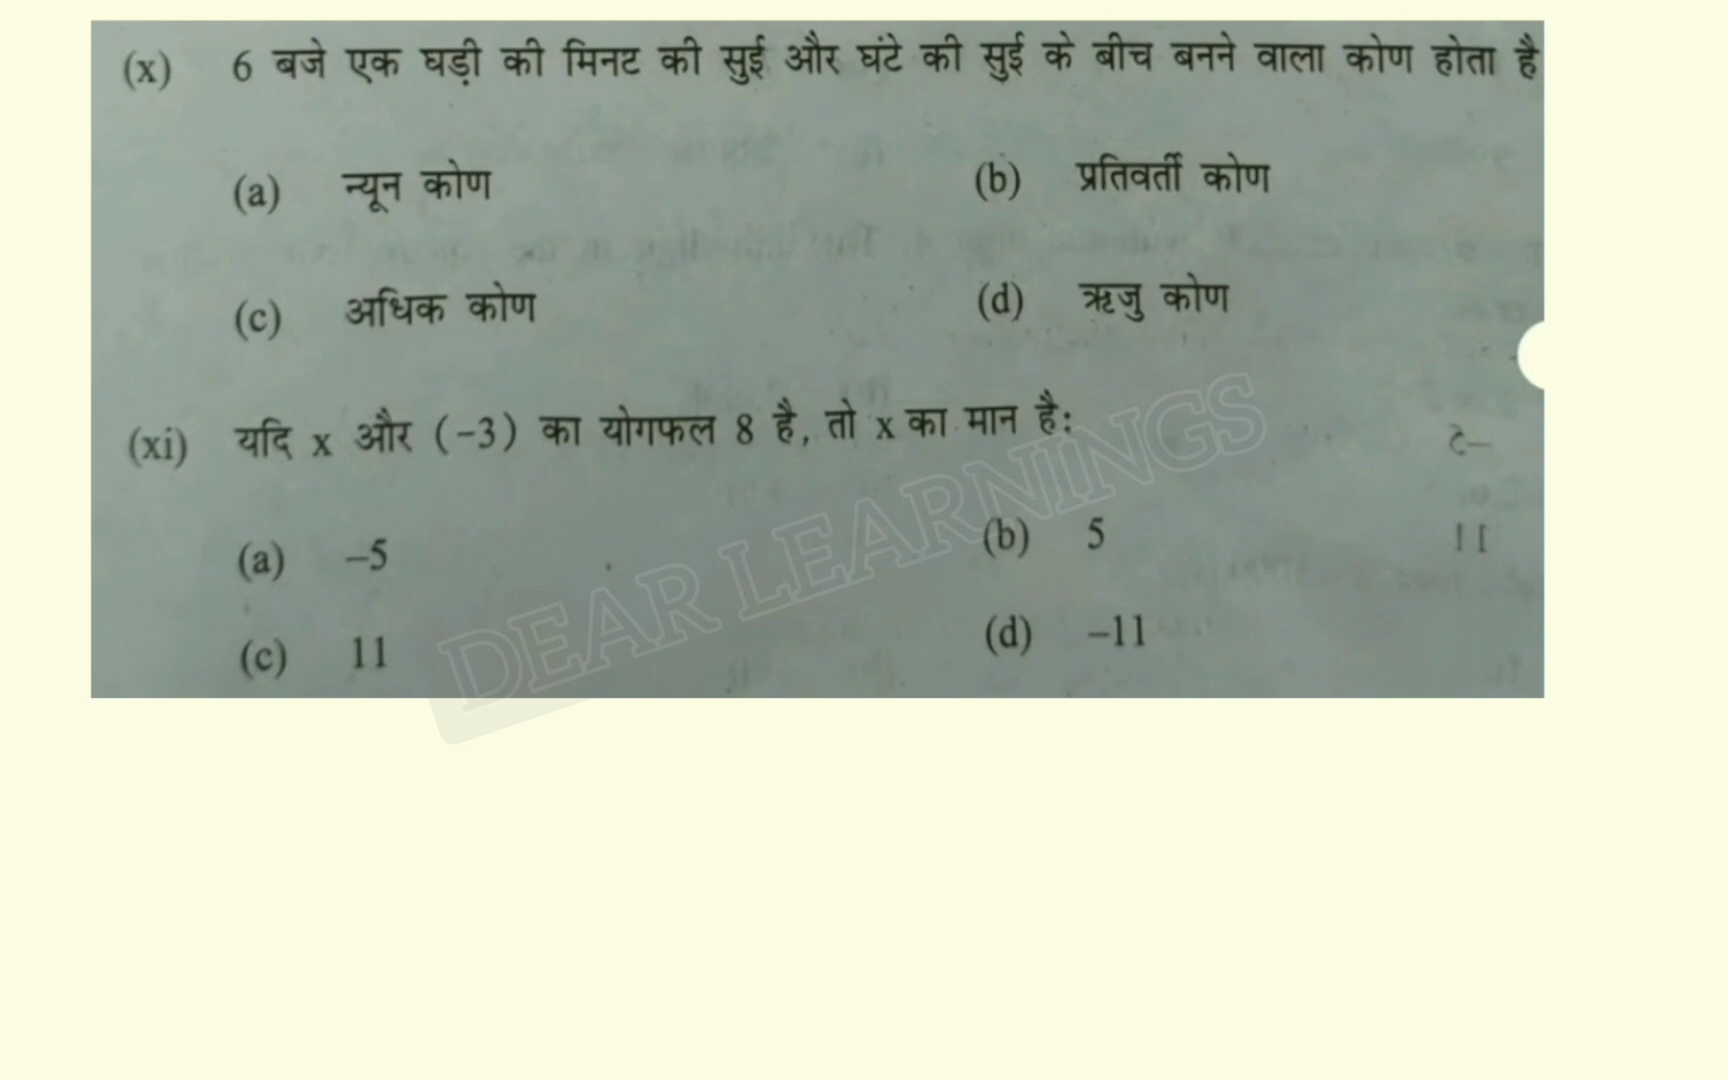 (x) 6 बजे एक घड़ी की मिनट की सुई और घंटे की सुई के बीच बनने वाला कोण होता है
(a) न्यून कोण (b) प्रतिवर्ती कोण
(c) अधिक कोण (d) ऋजु कोण
(xi) यदि x और (-3) का योगफल 8 है, तो x का मान है:
(a) -5 (b) 5
(c) 11 (d) -11
DEAR LEARNINGS